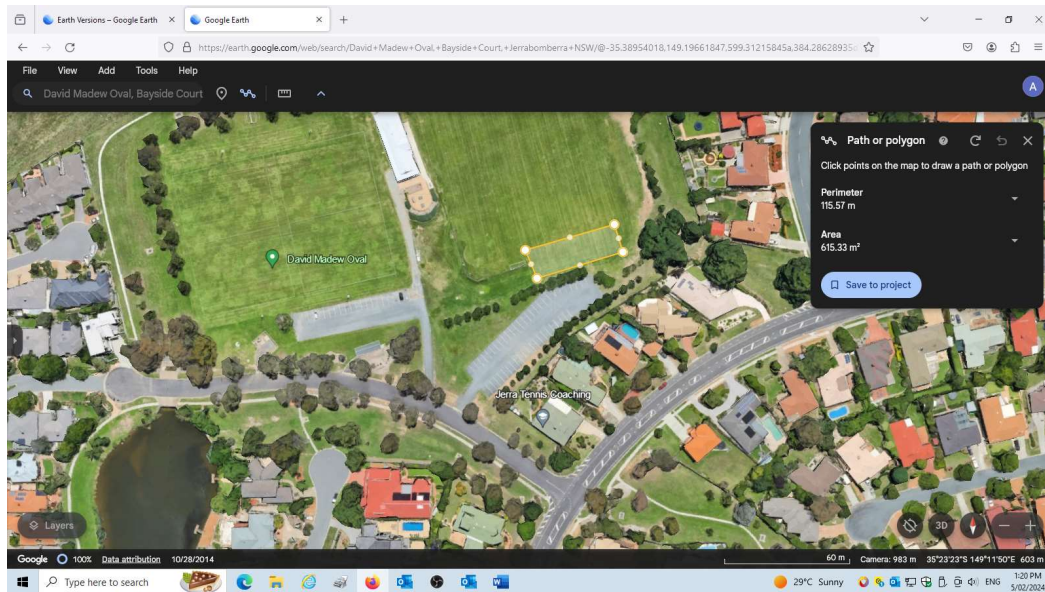 Earth Versions – Google Earth
Google Earth
https://earth.google.com/web/search/David+Madew+Oval,+Bayside+Court,+Jerrabomberra+NSW/@-35.38954018,149.19661847,599.31215845a,384.28628935
File View Add Tools Help
David Madew Oval, Bayside Court
A
Path or polygon
Click points on the map to draw a path or polygon
Perimeter
115.57 m
Area
615.33 m²
Save to project
David Madew Oval
Jerra Tennis Coaching
Layers
3D
Google 100% Data attribution 10/28/2014 60 m Camera: 983 m 35°23'23"S 149°11'50"E 603 m
Type here to search
29°C Sunny
ENG
1:20 PM
5/02/2024